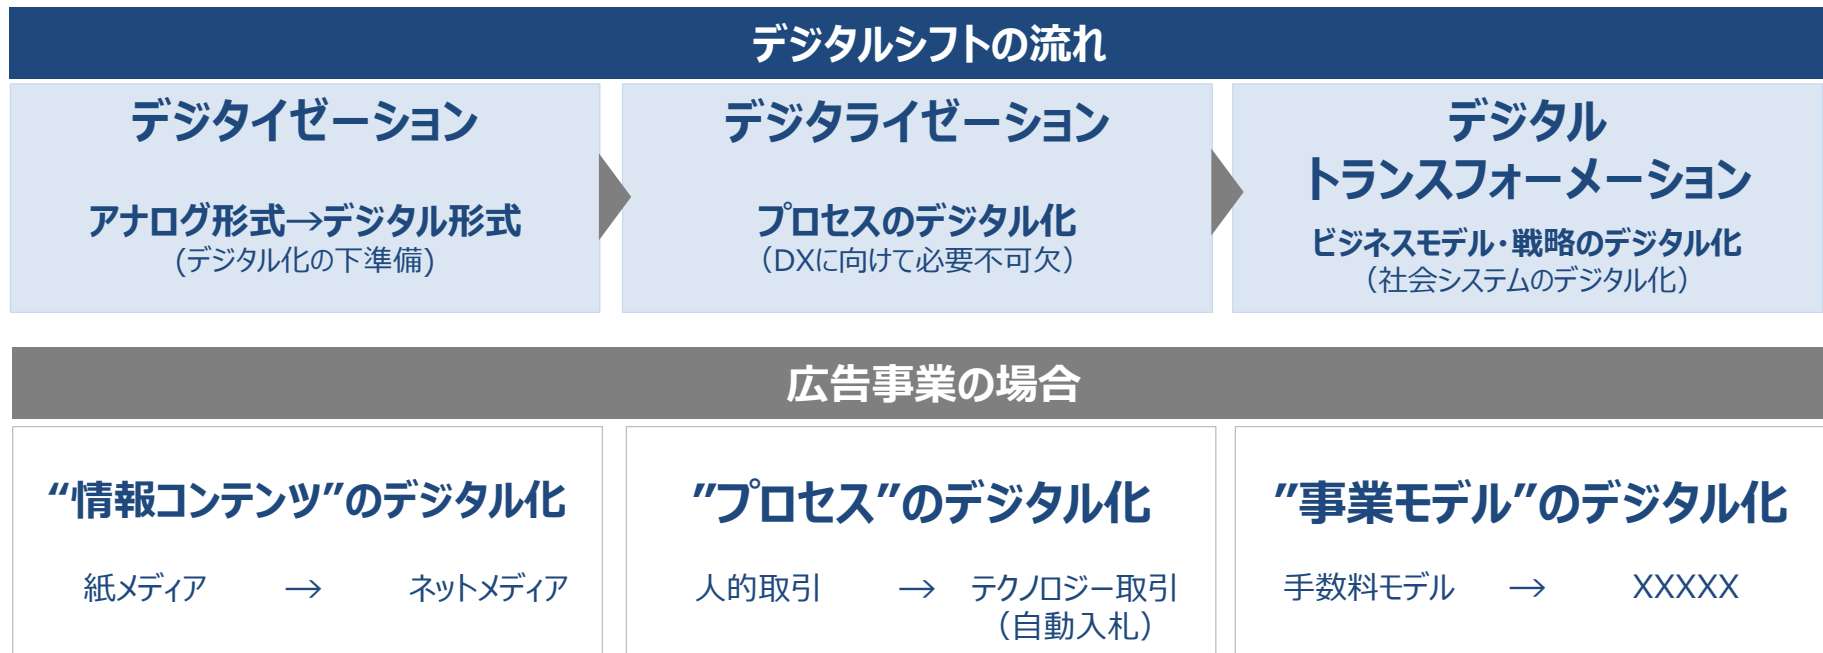 デジタルシフトの流れ
デジタイゼーション
アナログ形式→デジタル形式
(デジタル化の下準備)
デジタライゼーション
プロセスのデジタル化
（DXに向けて必要不可欠）
デジタル
トランスフォーメーション
ビジネスモデル・戦略のデジタル化
（社会システムのデジタル化）
広告事業の場合
“情報コンテンツ”のデジタル化
紙メディア → ネットメディア
”プロセス”のデジタル化
人的取引 → テクノロジー取引
（自動入札）
”事業モデル”のデジタル化
手数料モデル → XXXXX